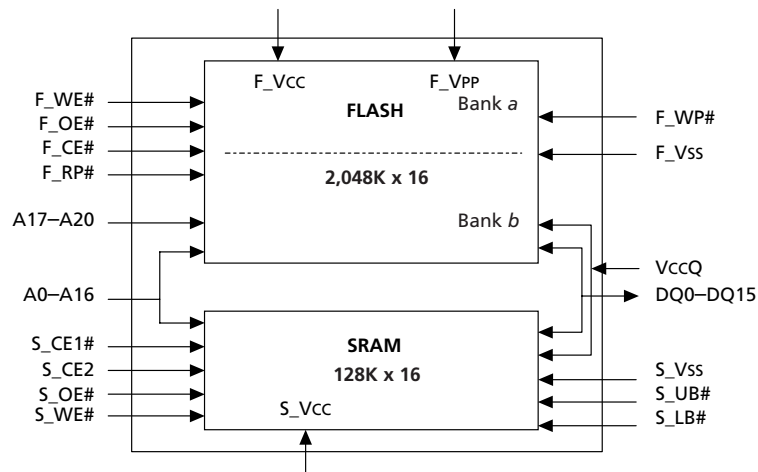 F_VCC
F_VPP
FLASH
Bank a
2,048K x 16
Bank b
F_WE#
F_OE#
F_CE#
F_RP#
A17–A20
A0–A16
S_CE1#
S_CE2
S_OE#
S_WE#
SRAM
128K x 16
S_VCC
F_WP#
F_VSS
VCCQ
DQ0–DQ15
S_VSS
S_UB#
S_LB#